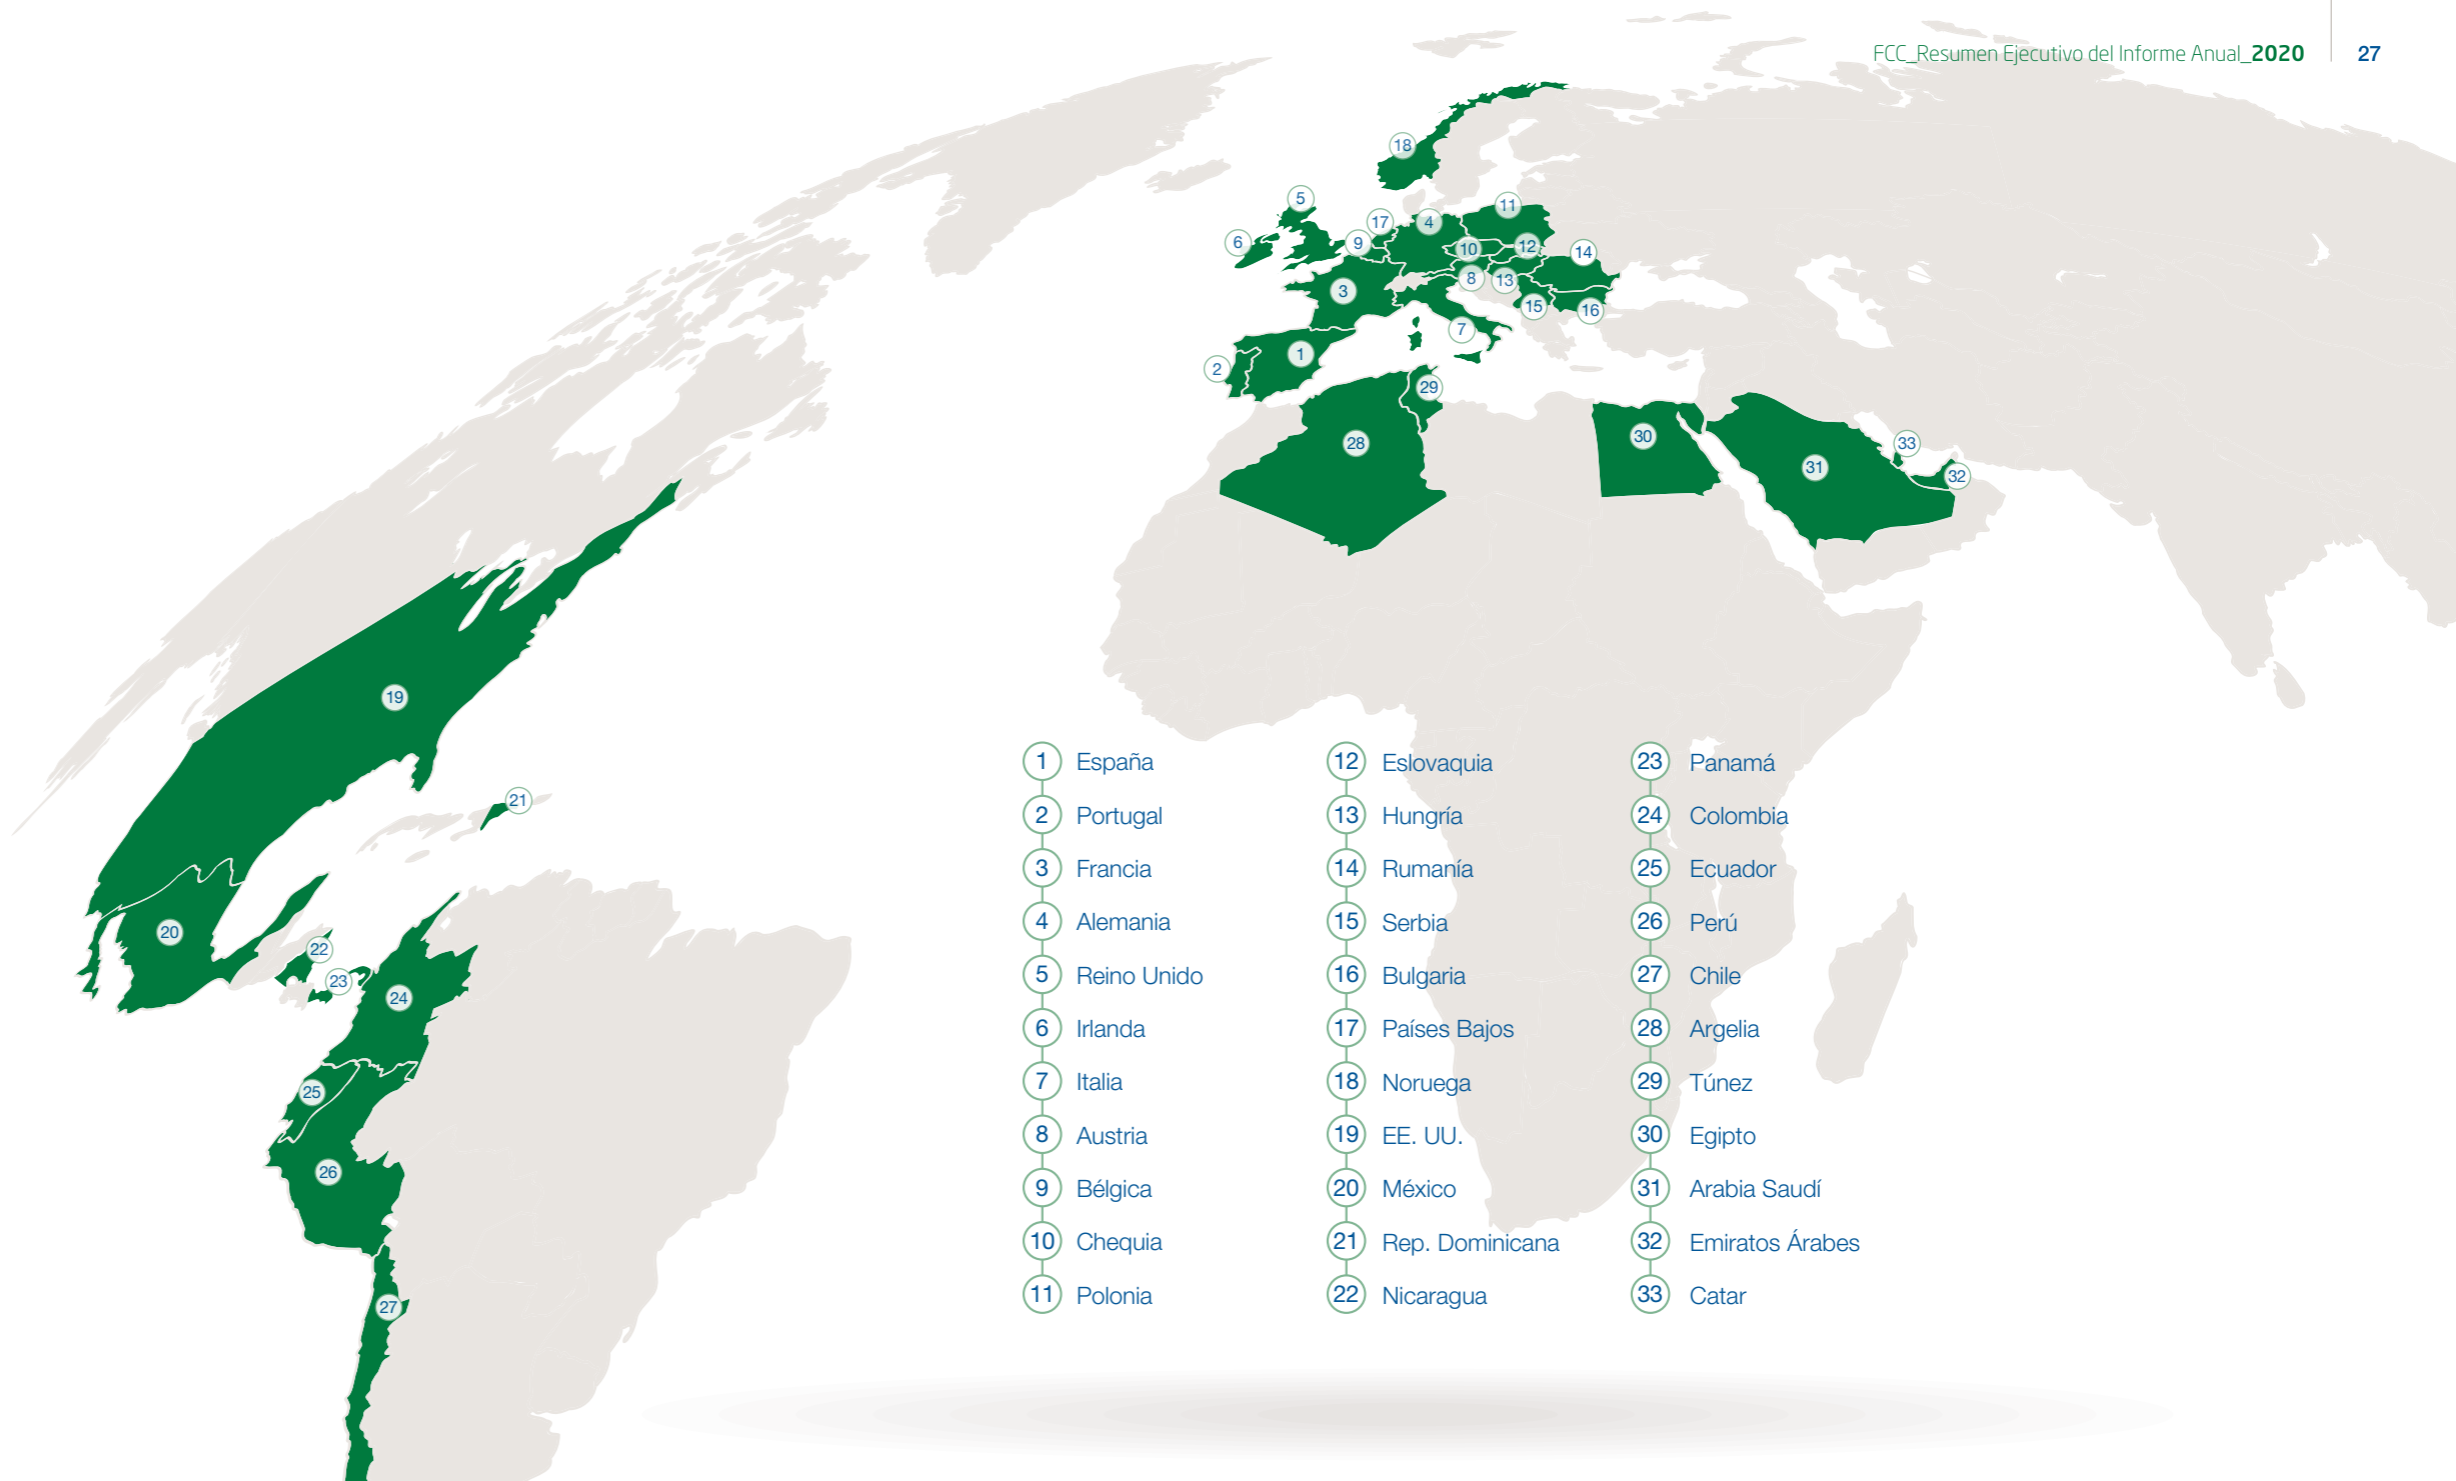 FCC_Resumen Ejecutivo del Informe Anual_2020 27
18
5
11
17
4
6
9
10
12
14
8
13
3
15
16
7
1
2
29
28
30
33
31
32
19
21
20
22
23
24
25
26
27
1 España
2 Portugal
3 Francia
4 Alemania
5 Reino Unido
6 Irlanda
7 Italia
8 Austria
9 Bélgica
10 Chequia
11 Polonia
12 Eslovaquia
13 Hungría
14 Rumanía
15 Serbia
16 Bulgaria
17 Países Bajos
18 Noruega
19 EE. UU.
20 México
21 Rep. Dominicana
22 Nicaragua
23 Panamá
24 Colombia
25 Ecuador
26 Perú
27 Chile
28 Argelia
29 Túnez
30 Egipto
31 Arabia Saudí
32 Emiratos Árabes
33 Catar